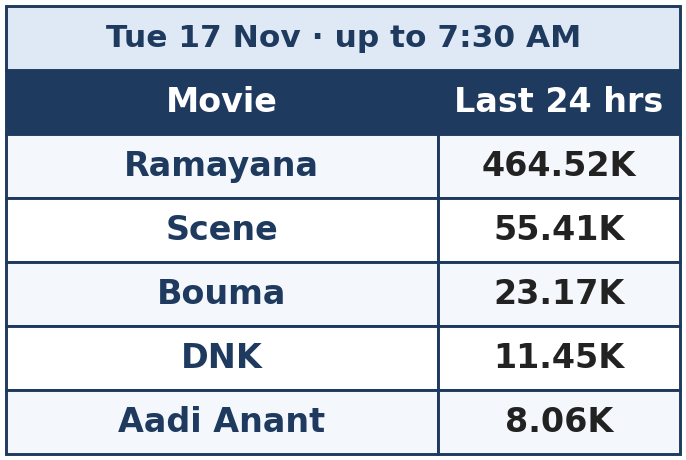 Tue 17 Nov · up to 7:30 AM
Movie Last 24 hrs
Ramayana 464.52K
Scene 55.41K
Bouma 23.17K
DNK 11.45K
Aadi Anant 8.06K